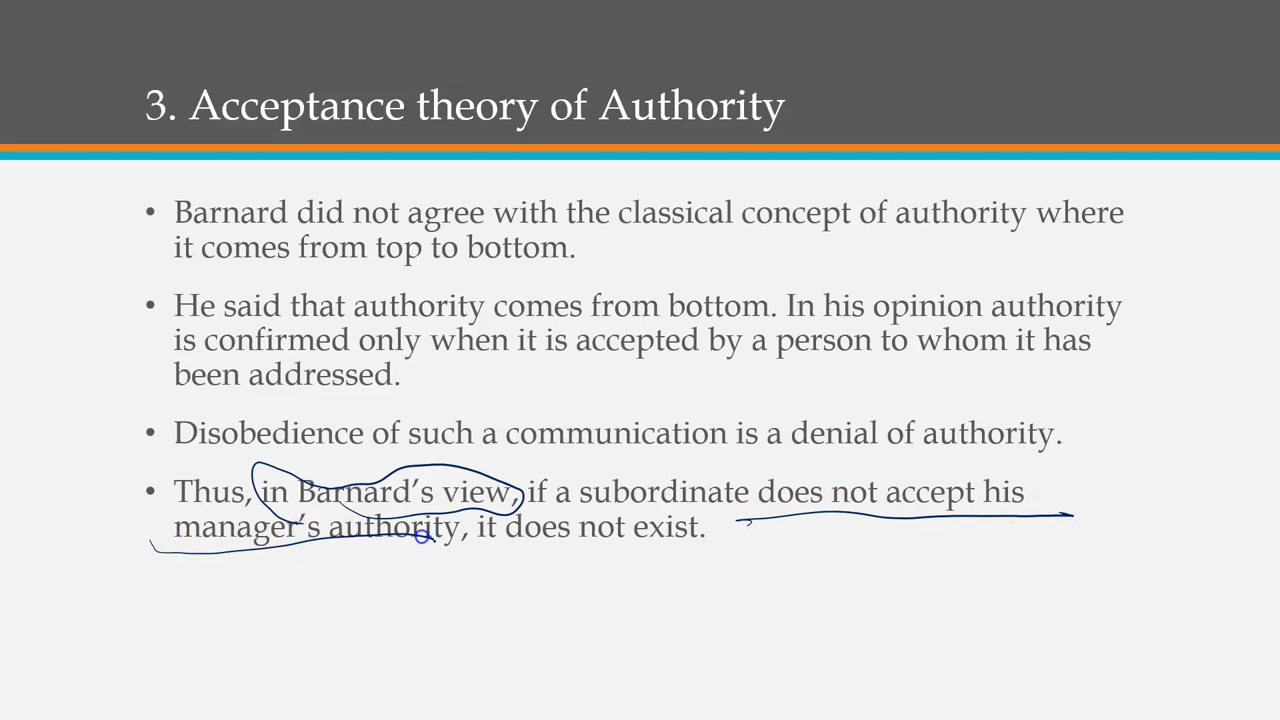 3. Acceptance theory of Authority
• Barnard did not agree with the classical concept of authority where
it comes from top to bottom.
• He said that authority comes from bottom. In his opinion authority
is confirmed only when it is accepted by a person to whom it has
been addressed.
• Disobedience of such a communication is a denial of authority.
• Thus, in Barnard’s view, if a subordinate does not accept his
manager’s authority, it does not exist.